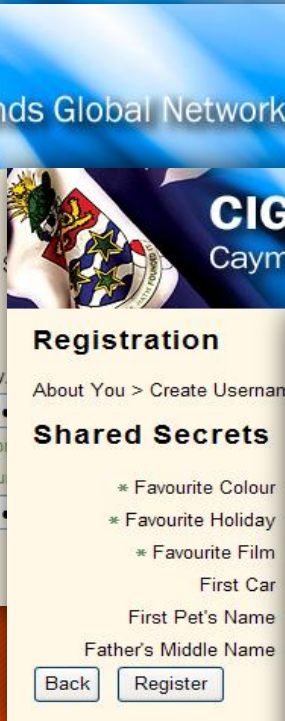 nds Global Network
CIG
Caym
Registration
About You > Create Usernam
Shared Secrets
* Favourite Colour
* Favourite Holiday
* Favourite Film
First Car
First Pet's Name
Father's Middle Name
Back Register